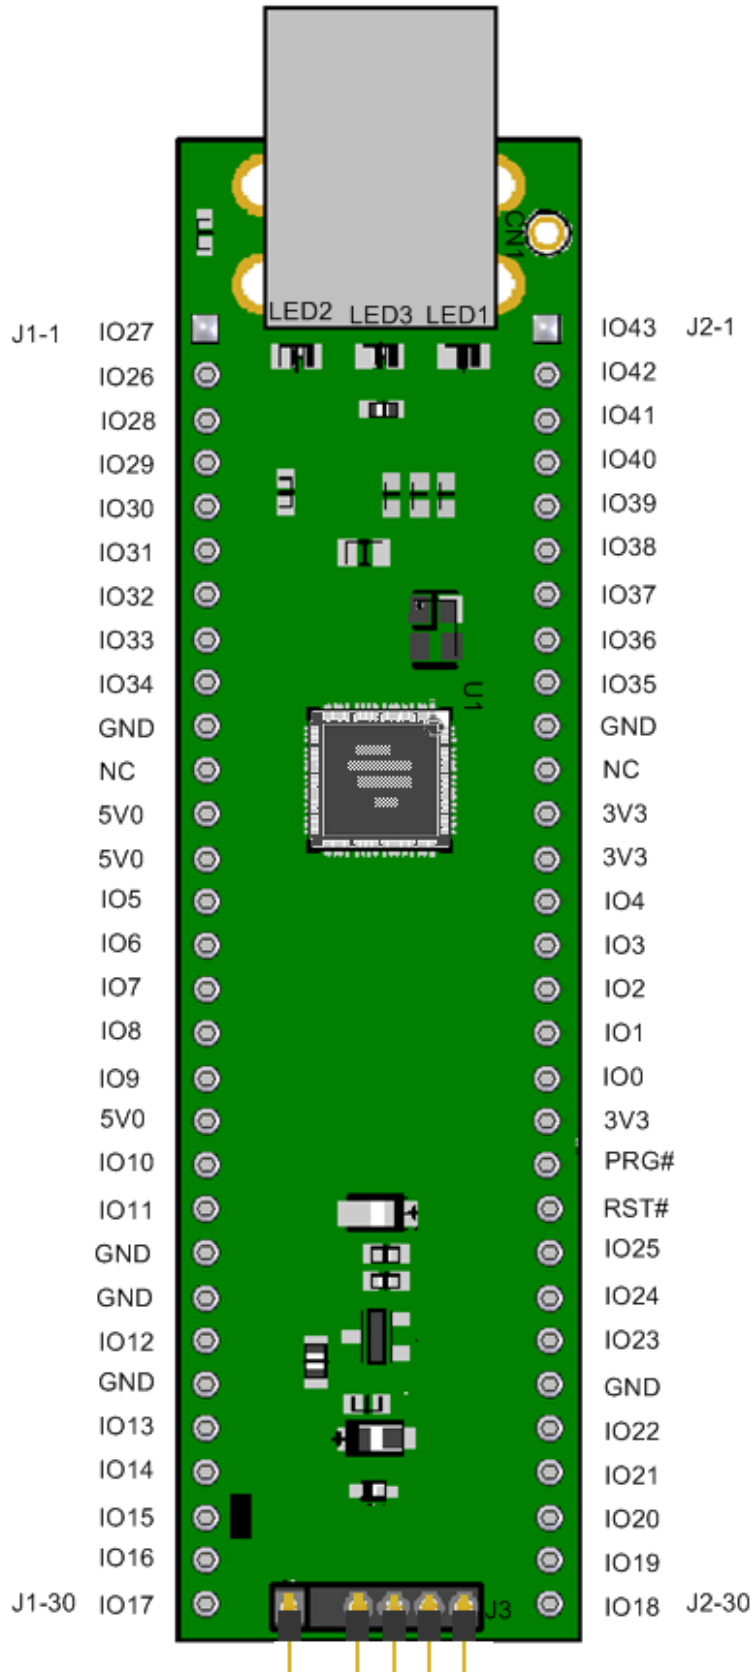 CN1
LED2 LED3 LED1
J1-1 IO27 IO43 J2-1
IO26 IO42
IO28 IO41
IO29 IO40
IO30 IO39
IO31 IO38
IO32 IO37
IO33 IO36
IO34 IO35
U1
GND GND
NC NC
5V0 3V3
5V0 3V3
IO5 IO4
IO6 IO3
IO7 IO2
IO8 IO1
IO9 IO0
5V0 3V3
IO10 PRG#
IO11 RST#
GND IO25
GND IO24
IO12 IO23
GND GND
IO13 IO22
IO14 IO21
IO15 IO20
IO16 IO19
J1-30 IO17 J3 IO18 J2-30